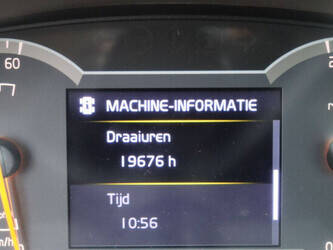 60
MACHINE-INFORMATIE
Draaiuren
19676 h
Tijd
10:56